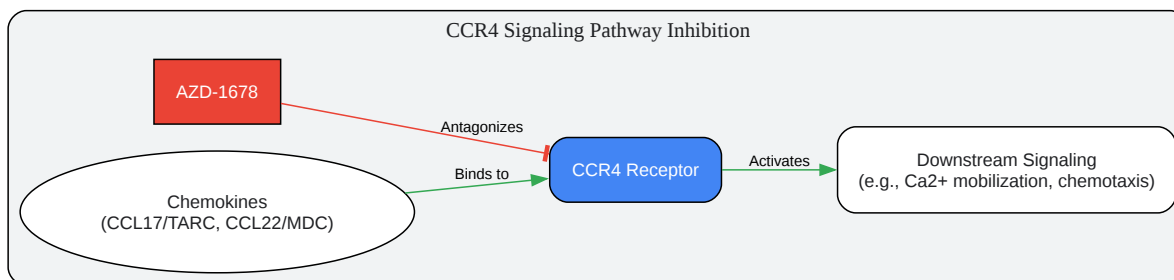 CCR4 Signaling Pathway Inhibition
AZD-1678
Antagonizes
Chemokines
(CCL17/TARC, CCL22/MDC)
Binds to
CCR4 Receptor
Activates
Downstream Signaling
(e.g., Ca2+ mobilization, chemotaxis)